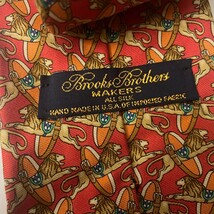 Brooks Brothers
MAKERS
ALL SILK
HAND MADE IN U.S.A. OF IMPORTED FABRIC